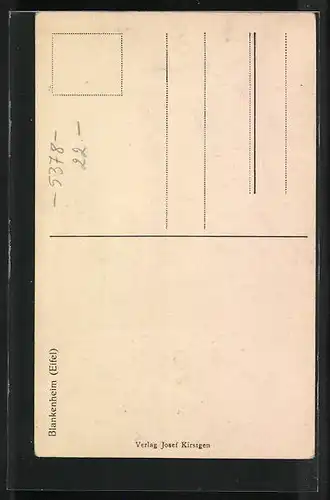 – 5378 –
22 –
Blankenheim (Eifel)
Verlag Josef Kirstgen